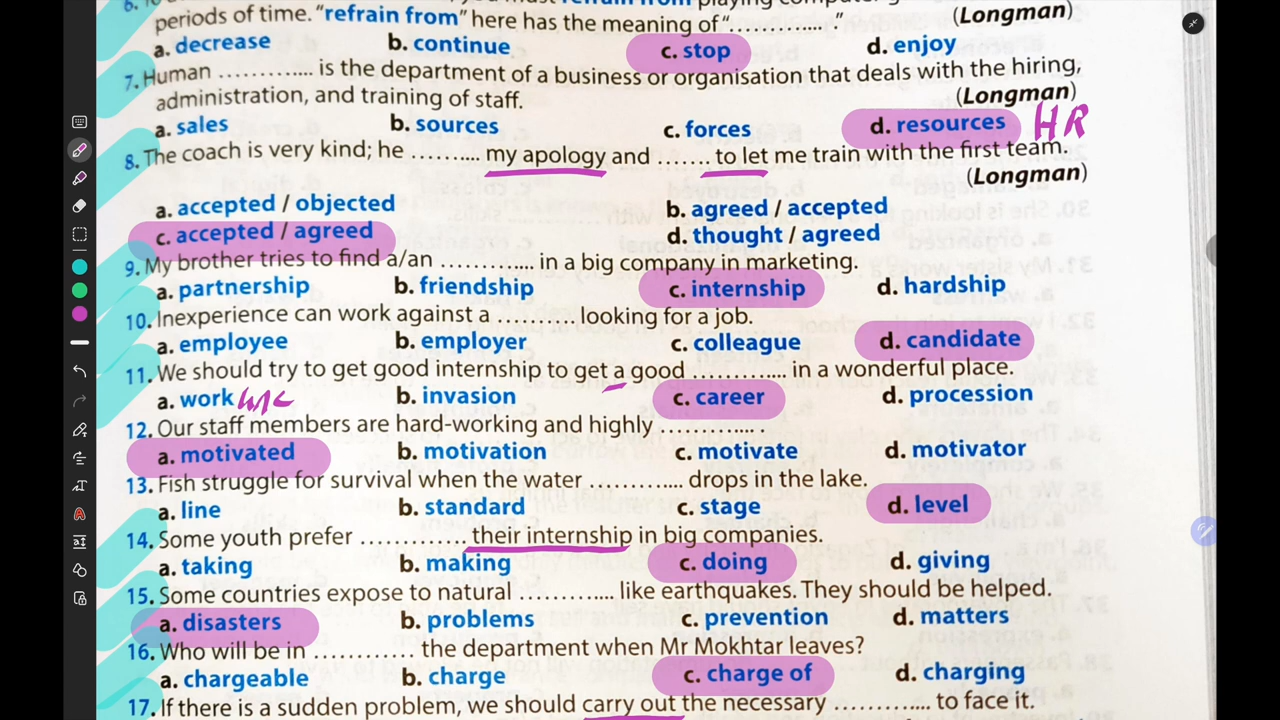 refrain from
periods of time. "refrain from" here has the meaning of "………....... ". (Longman)
a. decrease b. continue c. stop d. enjoy
7. Human ………..... is the department of a business or organisation that deals with the hiring,
administration, and training of staff. (Longman)
a. sales b. sources c. forces d. resources HR
8. The coach is very kind; he …….... my apology and ……. to let me train with the first team.
(Longman)
a. accepted / objected b. agreed / accepted
c. accepted / agreed d. thought / agreed
9. My brother tries to find a/an ………..... in a big company in marketing.
a. partnership b. friendship c. internship d. hardship
10. Inexperience can work against a ……….. looking for a job.
a. employee b. employer c. colleague d. candidate
11. We should try to get good internship to get a good ………..... in a wonderful place.
a. work b. invasion c. career d. procession
12. Our staff members are hard-working and highly ………..... .
a. motivated b. motivation c. motivate d. motivator
13. Fish struggle for survival when the water ………..... drops in the lake.
a. line b. standard c. stage d. level
14. Some youth prefer ………… their internship in big companies.
a. taking b. making c. doing d. giving
15. Some countries expose to natural ………..... like earthquakes. They should be helped.
a. disasters b. problems c. prevention d. matters
16. Who will be in ………… the department when Mr Mokhtar leaves?
a. chargeable b. charge c. charge of d. charging
17. If there is a sudden problem, we should carry out the necessary ………..... to face it.